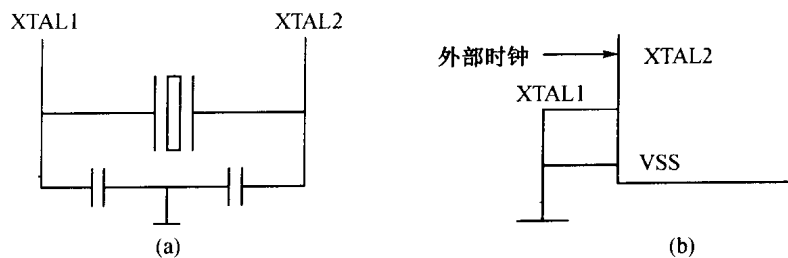 XTAL1
XTAL2
(a)
外部时钟
XTAL2
XTAL1
VSS
(b)